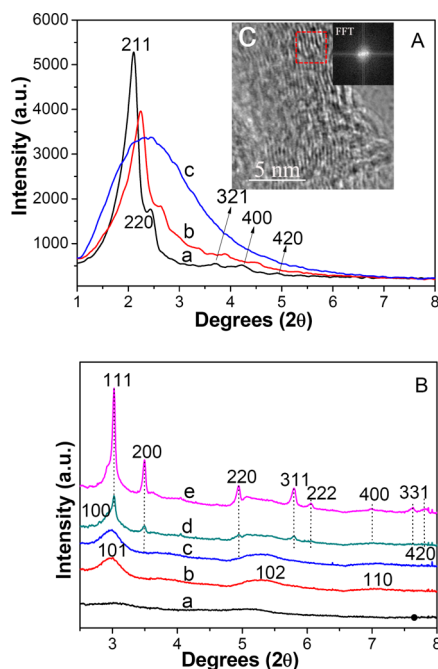 A
6000
5000
4000
3000
2000
1000
Intensity (a.u.)
211
220
c
b
a
321
400
420
C
FFT
5 nm
1 2 3 4 5 6 7 8
Degrees (2θ)
B
Intensity (a.u.)
111
200
220
311
222
400
331
420
e
d
c
b
a
100
101
102
110
3 4 5 6 7 8
Degrees (2θ)